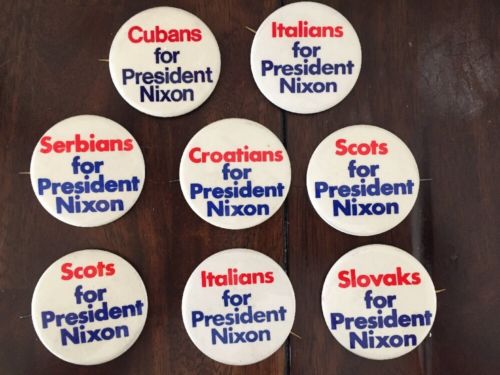 Cubans
for
President
Nixon
Italians
for
President
Nixon
Serbians
for
President
Nixon
Croatians
for
President
Nixon
Scots
for
President
Nixon
Scots
for
President
Nixon
Italians
for
President
Nixon
Slovaks
for
President
Nixon